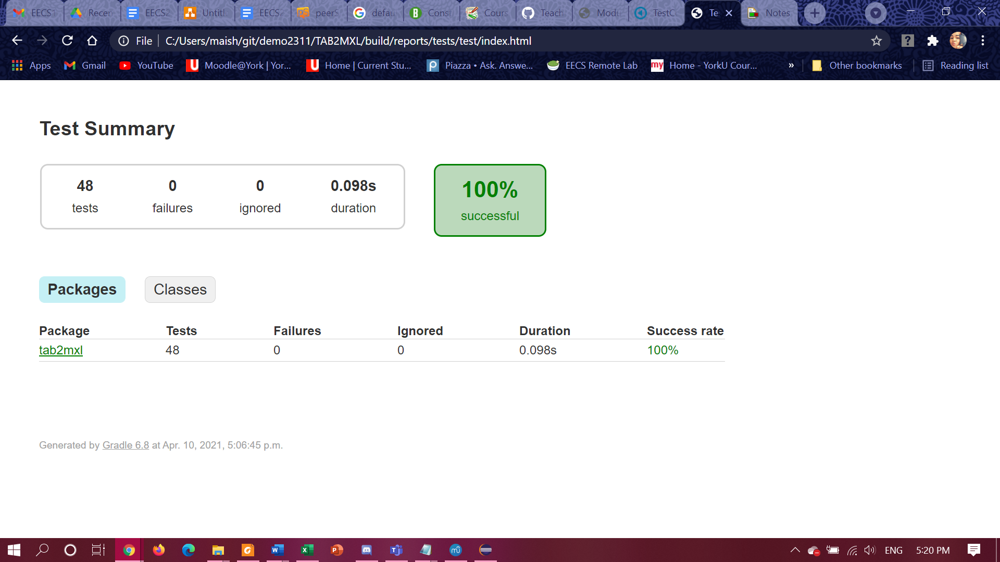 EECS1 Recen EECS2 Untitl EECS2 peerS defau Const Cours Teach Modu TestC Te Notes
File C:/Users/maish/git/demo2311/TAB2MXL/build/reports/tests/test/index.html
Apps Gmail YouTube Moodle@York | Yor... Home | Current Stu... Piazza • Ask. Answe... EECS Remote Lab my Home - YorkU Cour... » Other bookmarks Reading list
Test Summary
48 0 0 0.098s
tests failures ignored duration
100%
successful
Packages Classes
Package Tests Failures Ignored Duration Success rate
tab2mxl 48 0 0 0.098s 100%
Generated by Gradle 6.8 at Apr. 10, 2021, 5:06:45 p.m.
ENG 5:20 PM